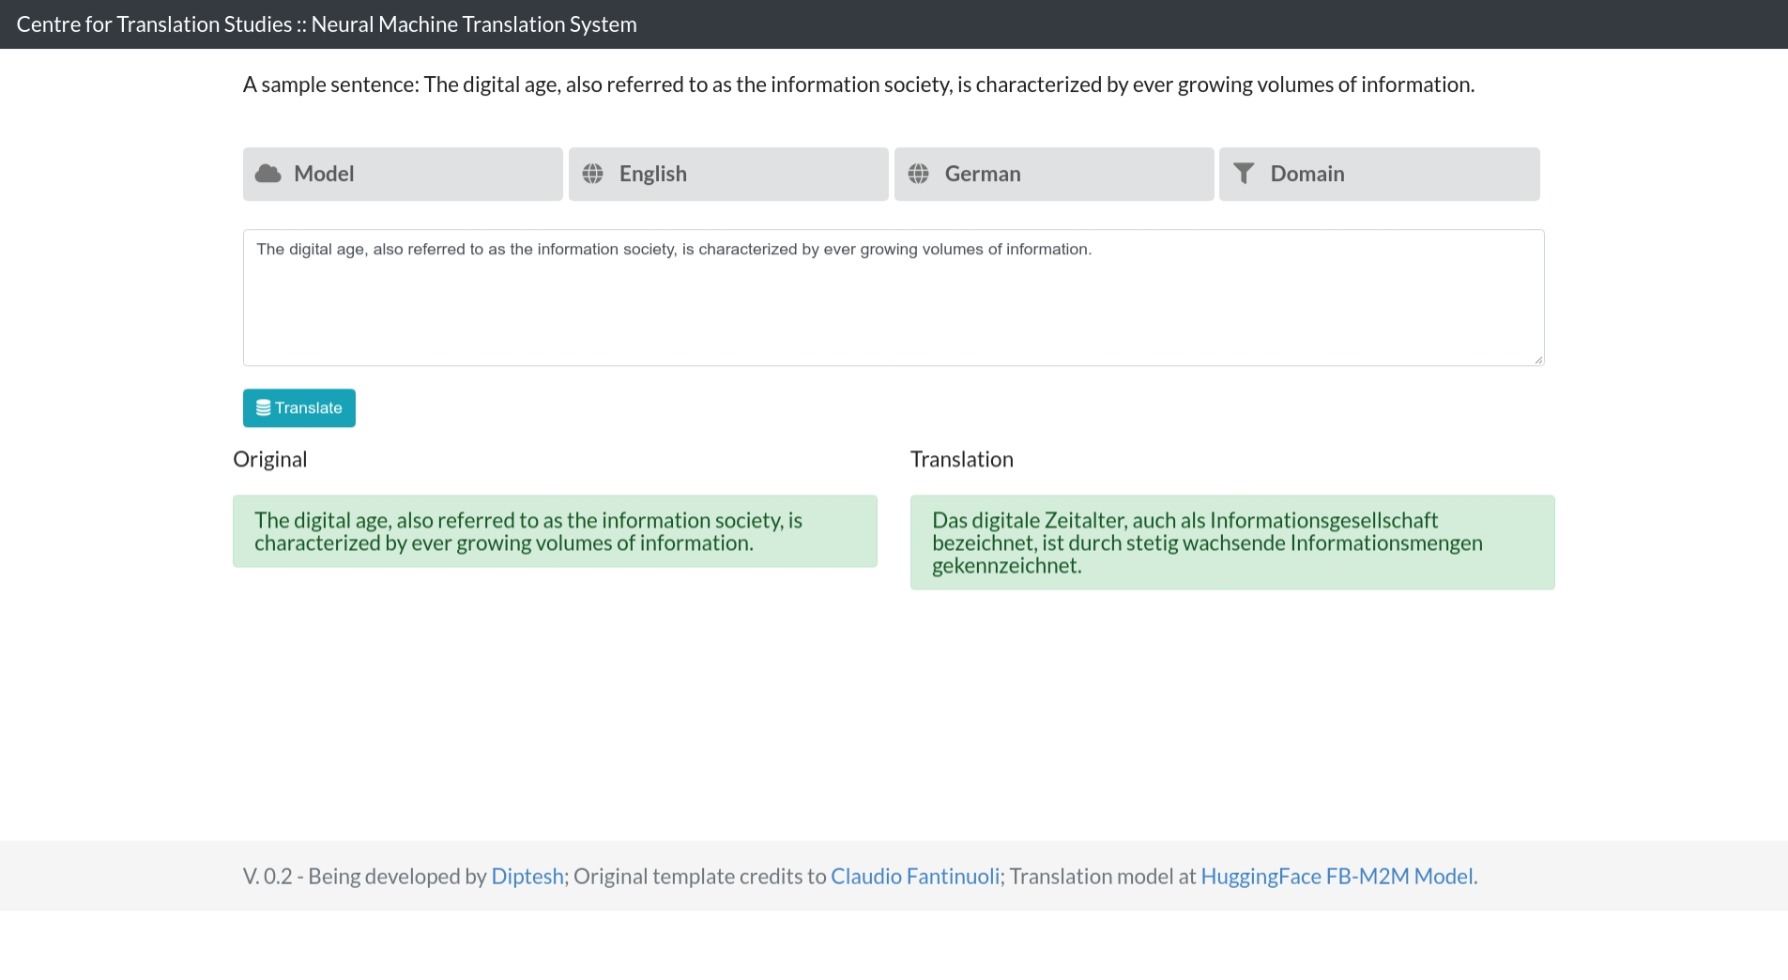 Centre for Translation Studies :: Neural Machine Translation System
A sample sentence: The digital age, also referred to as the information society, is characterized by ever growing volumes of information.
Model
English
German
Domain
The digital age, also referred to as the information society, is characterized by ever growing volumes of information.
Translate
Original
The digital age, also referred to as the information society, is
characterized by ever growing volumes of information.
Translation
Das digitale Zeitalter, auch als Informationsgesellschaft
bezeichnet, ist durch stetig wachsende Informationsmengen
gekennzeichnet.
V. 0.2 - Being developed by Diptesh; Original template credits to Claudio Fantinuoli; Translation model at HuggingFace FB-M2M Model.